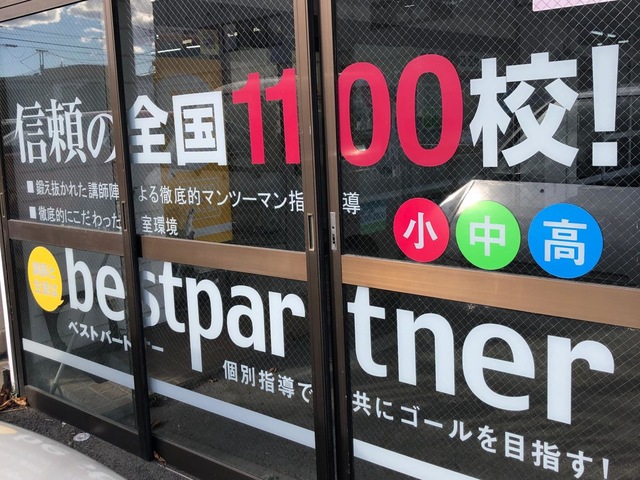 信頼の全国1100校!
■鍛え抜かれた講師陣よる徹底的マンツーマン指導
■徹底的にこだわった室環境
小 中 高
bestpartner
ベストパートー
個別指導で共にゴールを目指す!